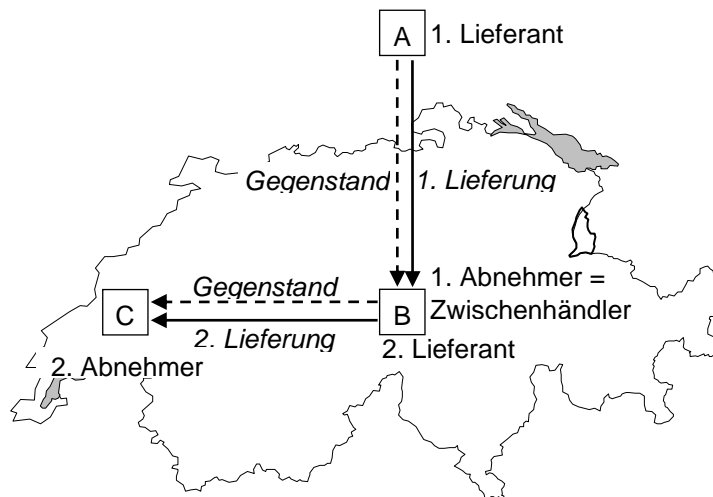 A 1. Lieferant
Gegenstand 1. Lieferung
Gegenstand
1. Abnehmer =
C B Zwischenhändler
2. Lieferung
2. Lieferant
2. Abnehmer